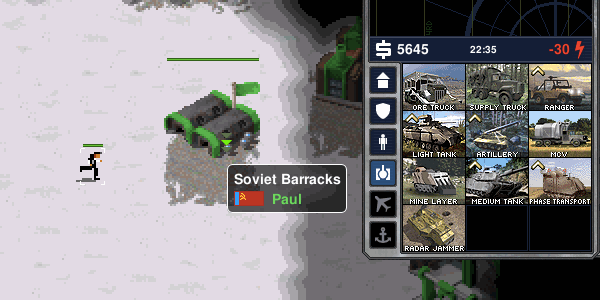 $ 5645 22:35 -30
ORE TRUCK SUPPLY TRUCK RANGER
LIGHT TANK ARTILLERY MCV
Soviet Barracks
Paul
MINE LAYER MEDIUM TANK PHASE TRANSPORT
RADAR JAMMER